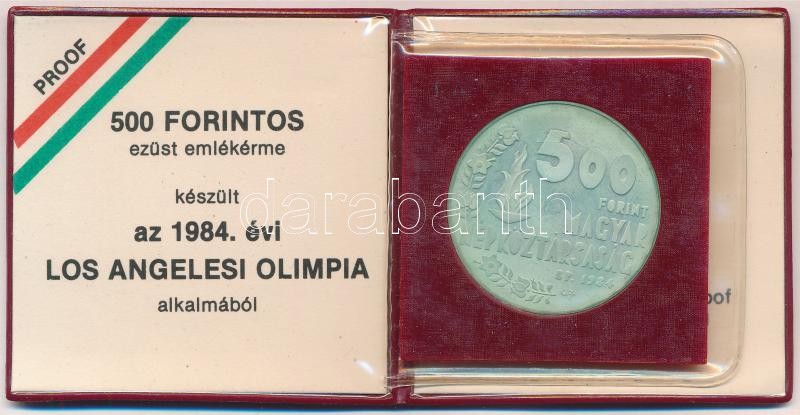 PROOF
500 FORINTOS
ezüst emlékérme
készült
az 1984. évi
LOS ANGELESI OLIMPIA
alkalmából
500
FORINT
MAGYAR
NÉPKÖZTÁRSASÁG
BP. 1984
darabanth